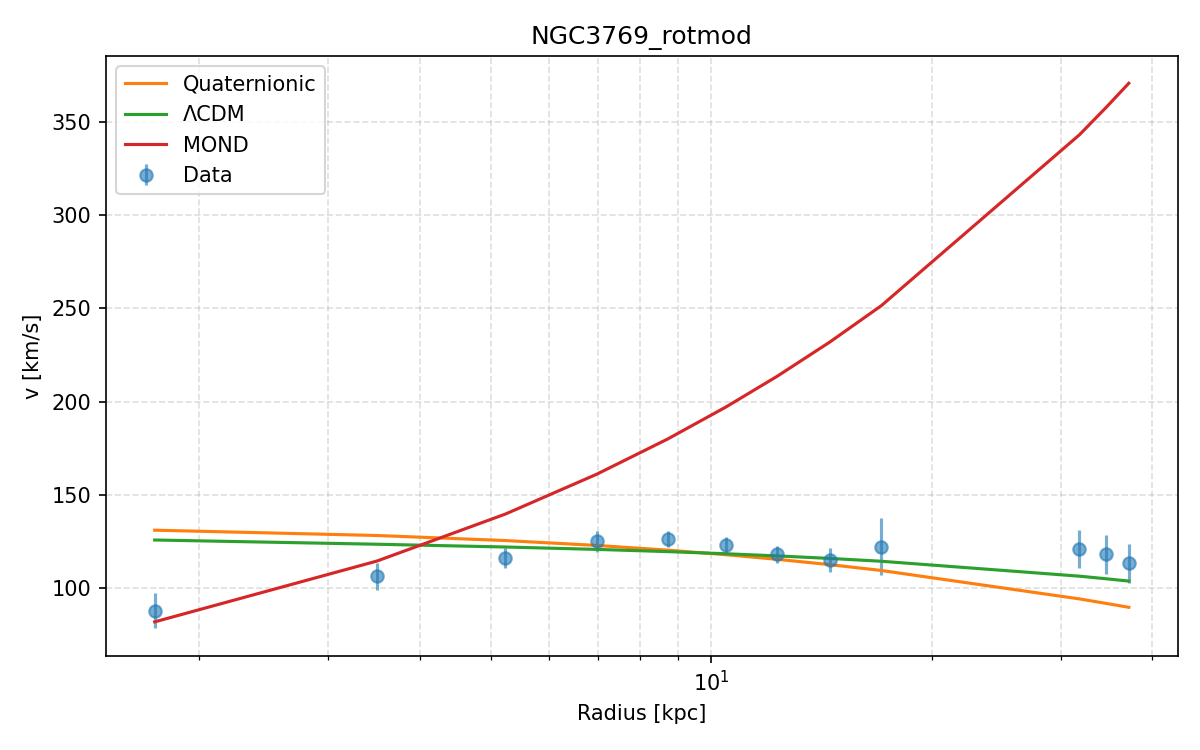 NGC3769_rotmod
Quaternionic
ΛCDM
MOND
Data
350
300
250
200
150
100
v [km/s]
10¹
Radius [kpc]